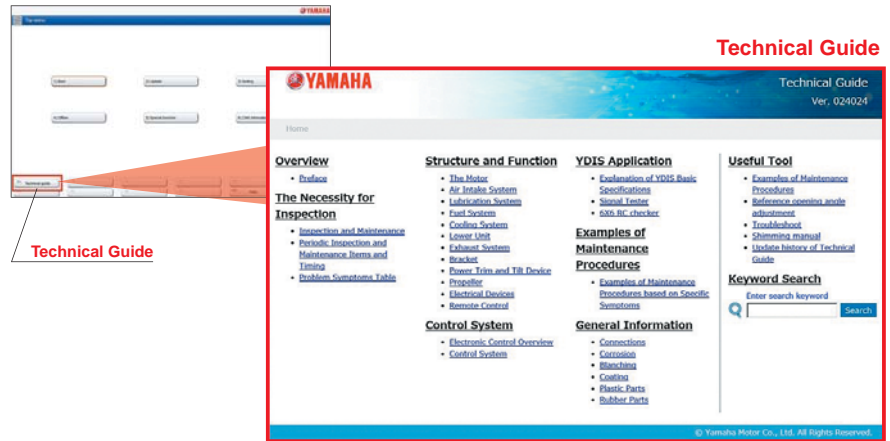 YAMAHA
Top menu
Technical guide
Technical Guide
Technical Guide
YAMAHA
Technical Guide
Ver. 024024
Home
Overview
• Preface
The Necessity for
Inspection
• Inspection and Maintenance
• Periodic Inspection and
Maintenance Items and
Timing
• Problem Symptoms Table
Structure and Function
• The Motor
• Air Intake System
• Lubrication System
• Fuel System
• Cooling System
• Lower Unit
• Exhaust System
• Bracket
• Power Trim and Tilt Device
• Propeller
• Electrical Devices
• Remote Control
Control System
• Electronic Control Overview
• Control System
YDIS Application
• Explanation of YDIS Basic
Specifications
• Signal Tester
• 6X6 RC checker
Examples of
Maintenance
Procedures
• Examples of Maintenance
Procedures based on Specific
Symptoms
General Information
• Connections
• Corrosion
• Blanching
• Coating
• Plastic Parts
• Rubber Parts
Useful Tool
• Examples of Maintenance
Procedures
• Reference opening angle
adjustment
• Troubleshoot
• Shimming manual
• Update history of Technical
Guide
Keyword Search
Enter search keyword
Search
© Yamaha Motor Co., Ltd. All Rights Reserved.